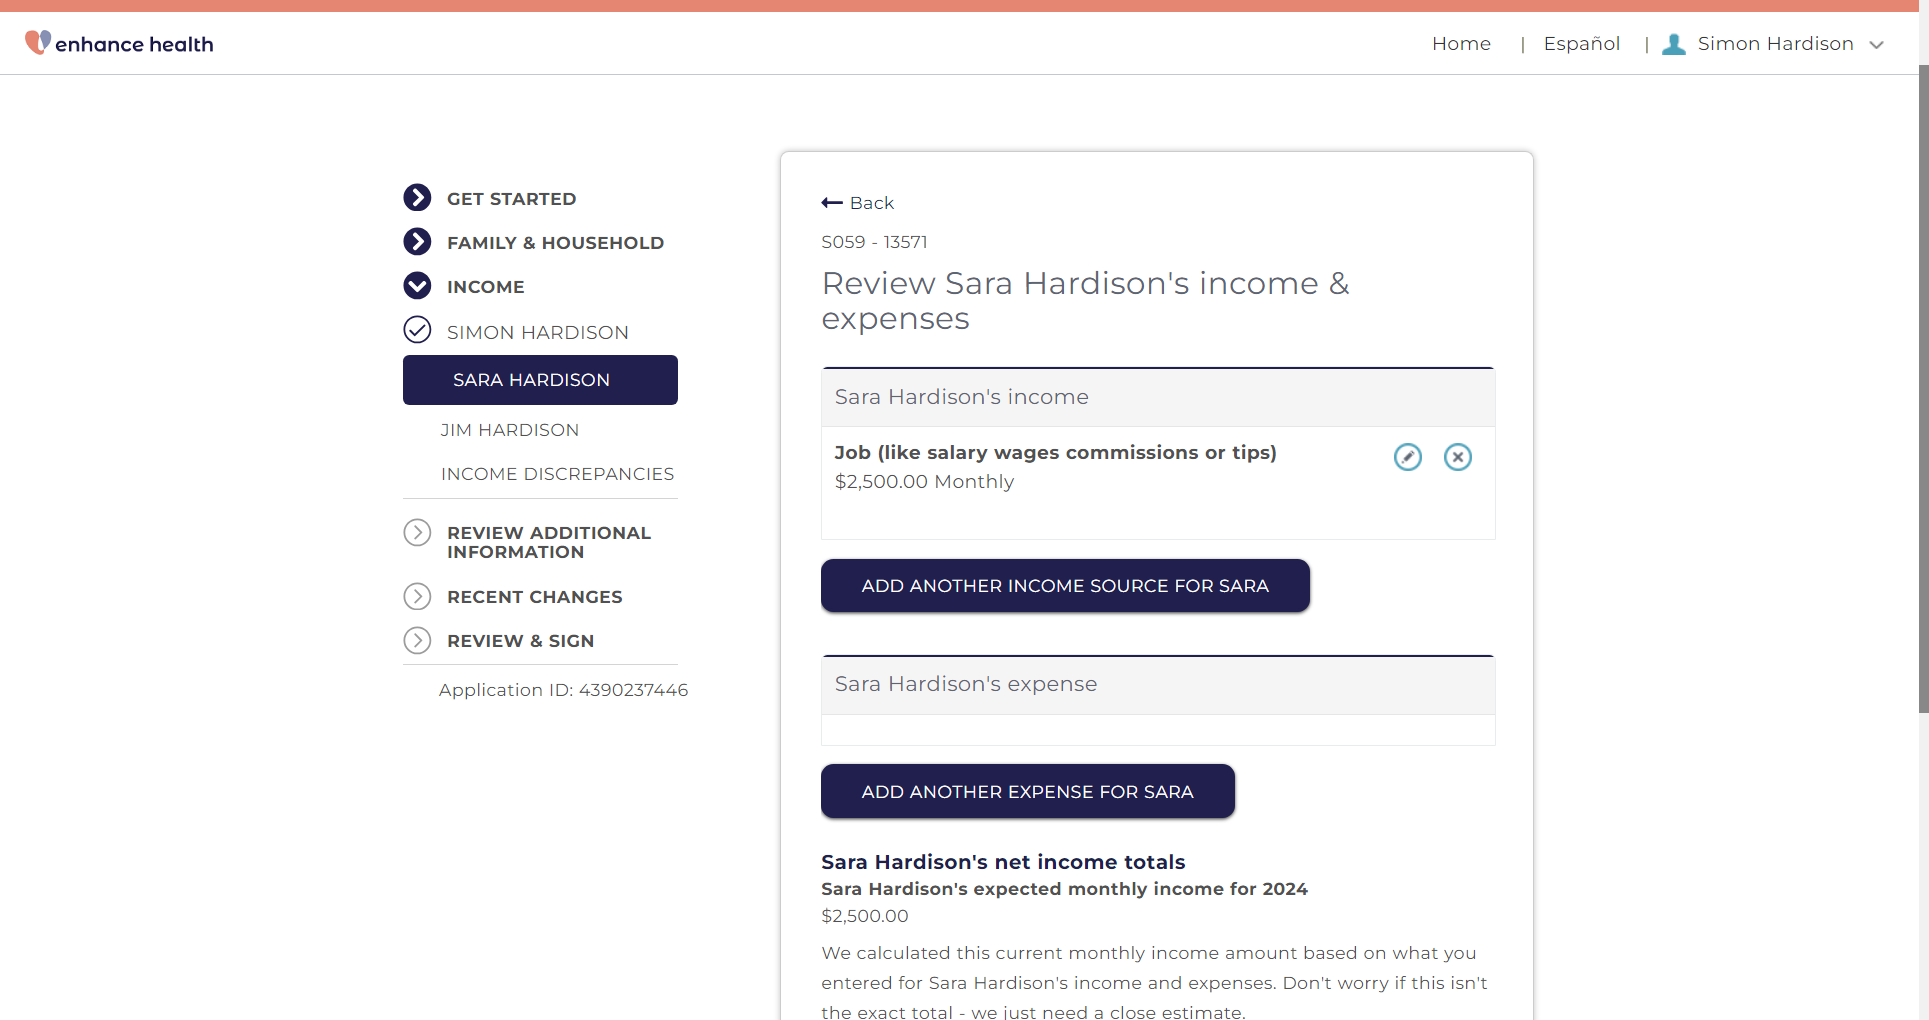 enhance health
Home | Español | Simon Hardison
GET STARTED
FAMILY & HOUSEHOLD
INCOME
SIMON HARDISON
SARA HARDISON
JIM HARDISON
INCOME DISCREPANCIES
REVIEW ADDITIONAL
INFORMATION
RECENT CHANGES
REVIEW & SIGN
Application ID: 4390237446
Back
S059 - 13571
Review Sara Hardison's income &
expenses
Sara Hardison's income
Job (like salary wages commissions or tips)
$2,500.00 Monthly
ADD ANOTHER INCOME SOURCE FOR SARA
Sara Hardison's expense
ADD ANOTHER EXPENSE FOR SARA
Sara Hardison's net income totals
Sara Hardison's expected monthly income for 2024
$2,500.00
We calculated this current monthly income amount based on what you
entered for Sara Hardison's income and expenses. Don't worry if this isn't
the exact total - we just need a close estimate.